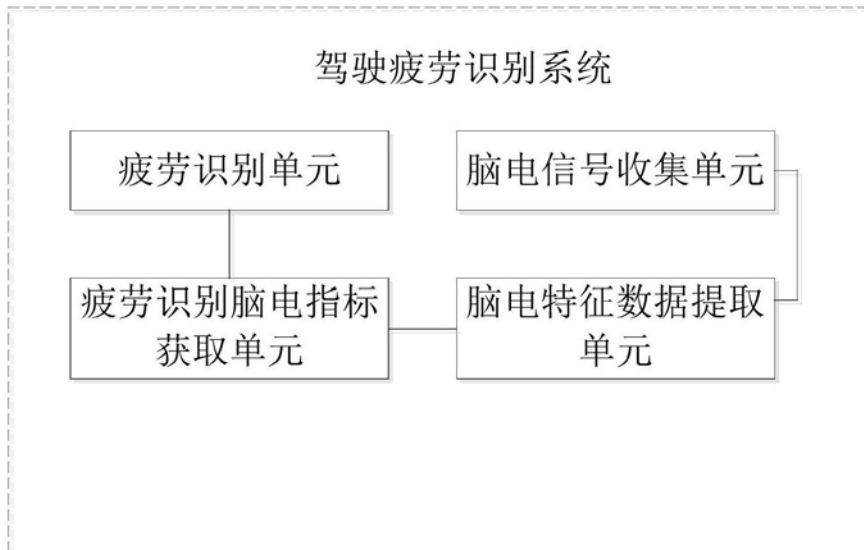 驾驶疲劳识别系统
疲劳识别单元
脑电信号收集单元
疲劳识别脑电指标
获取单元
脑电特征数据提取
单元